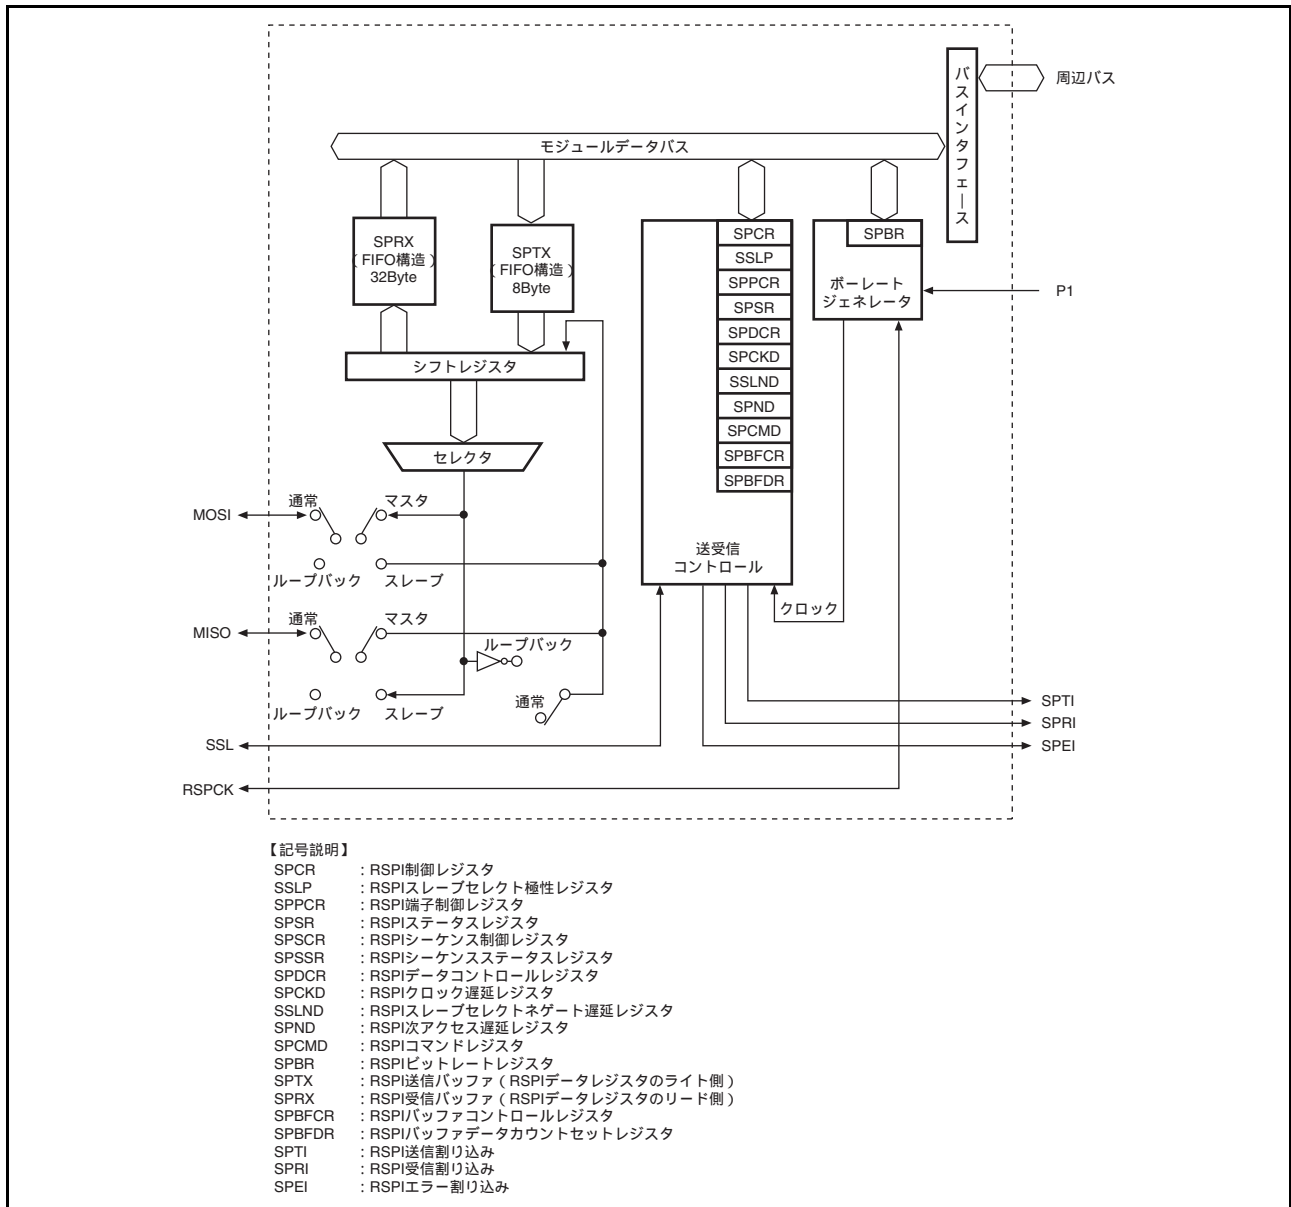 バスインタフェース
周辺バス
モジュールデータバス
SPRX
(FIFO構造)
32Byte
SPTX
(FIFO構造)
8Byte
SPCR
SSLP
SPPCR
SPSR
SPDCR
SPCKD
SSLND
SPND
SPCMD
SPBFCR
SPBFDR
送受信
コントロール
SPBR
ボーレート
ジェネレータ
P1
シフトレジスタ
セレクタ
MOSI
通常
マスタ
ループバック
スレーブ
クロック
MISO
通常
マスタ
ループバック
ループバック
スレーブ
通常
SPTI
SPRI
SPEI
SSL
RSPCK
【記号説明】
SPCR : RSPI制御レジスタ
SSLP : RSPIスレーブセレクト極性レジスタ
SPPCR : RSPI端子制御レジスタ
SPSR : RSPIステータスレジスタ
SPSCR : RSPIシーケンス制御レジスタ
SPSSR : RSPIシーケンスステータスレジスタ
SPDCR : RSPIデータコントロールレジスタ
SPCKD : RSPIクロック遅延レジスタ
SSLND : RSPIスレーブセレクトネゲート遅延レジスタ
SPND : RSPI次アクセス遅延レジスタ
SPCMD : RSPIコマンドレジスタ
SPBR : RSPIビットレートレジスタ
SPTX : RSPI送信バッファ(RSPIデータレジスタのライト側)
SPRX : RSPI受信バッファ(RSPIデータレジスタのリード側)
SPBFCR : RSPIバッファコントロールレジスタ
SPBFDR : RSPIバッファデータカウントセットレジスタ
SPTI : RSPI送信割り込み
SPRI : RSPI受信割り込み
SPEI : RSPIエラー割り込み